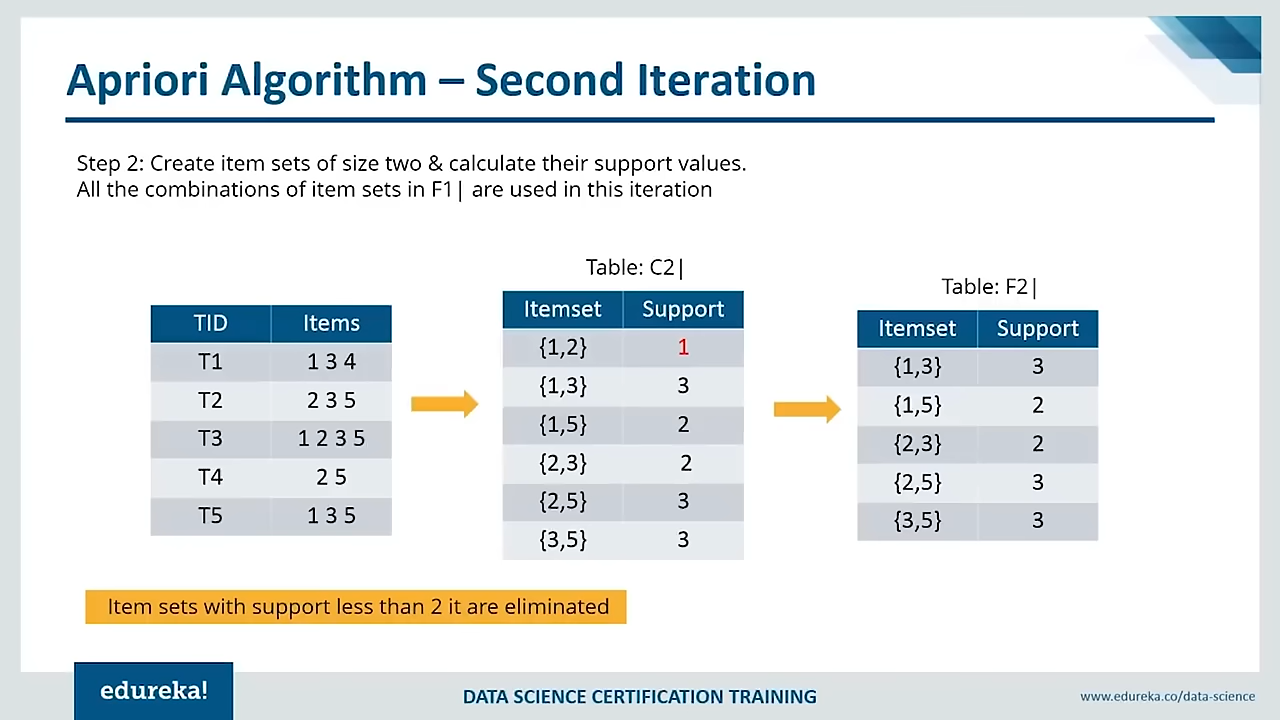 Apriori Algorithm – Second Iteration
Step 2: Create item sets of size two & calculate their support values.
All the combinations of item sets in F1| are used in this iteration
TID Items
T1 1 3 4
T2 2 3 5
T3 1 2 3 5
T4 2 5
T5 1 3 5
Table: C2|
Itemset Support
{1,2} 1
{1,3} 3
{1,5} 2
{2,3} 2
{2,5} 3
{3,5} 3
Table: F2|
Itemset Support
{1,3} 3
{1,5} 2
{2,3} 2
{2,5} 3
{3,5} 3
Item sets with support less than 2 it are eliminated
edureka!
DATA SCIENCE CERTIFICATION TRAINING
www.edureka.co/data-science